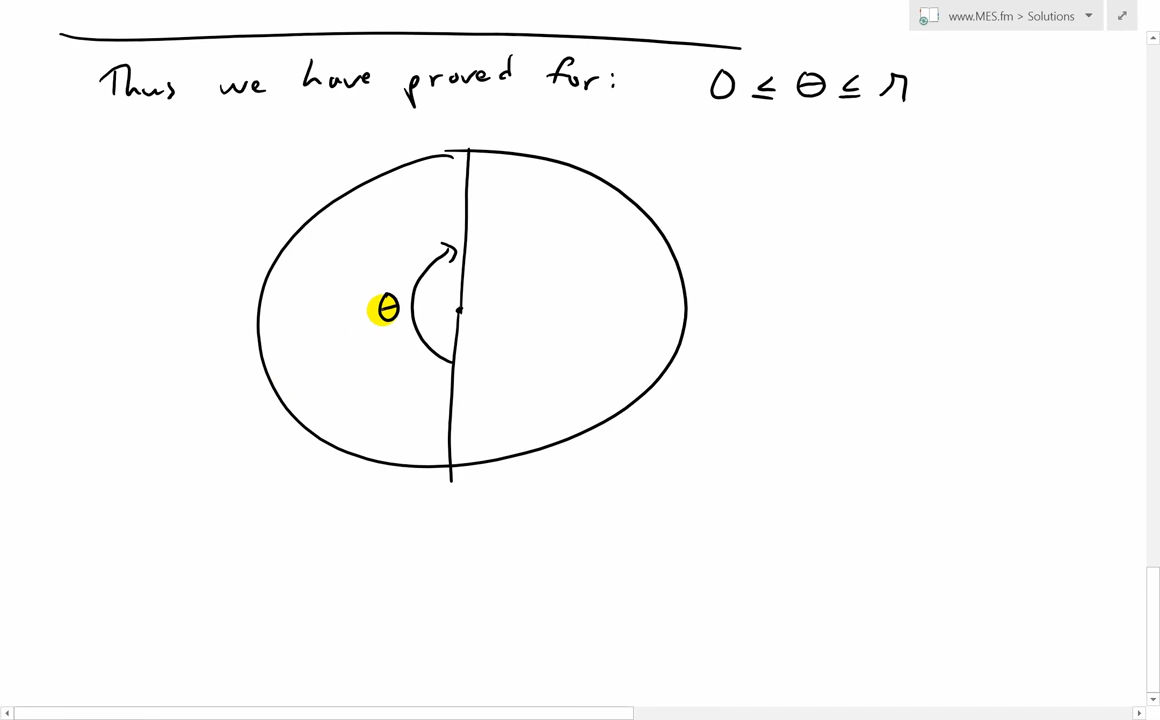 www.MES.fm > Solutions
Thus we have proved for: 0 ≤ θ ≤ π
θ